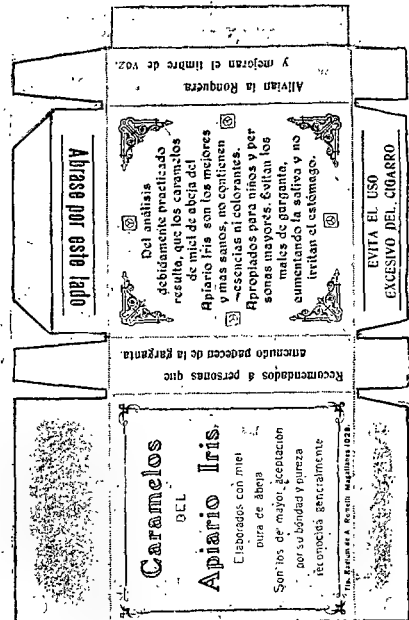 Alivian la Ronquera
y mejoran el timbre de voz.
Abrase por este lado
Del análisis
debidamente practicado
resulta, que los caramelos
de miel de abeja del
Apiario Iris son los mejores
y mas sanos, no contienen
esencias ni colorantes.
Apropiados para niños y per
sonas mayores. Evitan los
males de garganta,
aumentando la saliva y no
irritan el estómago.
EVITA EL USO
EXCESIVO DEL CIGARRO
Recomendados á personas que
amenudo padecen de la garganta.
Caramelos
DEL
Apiario Iris.
Elaborados con miel
pura de abeja
Son los de mayor aceptación
por su bondad y pureza
reconocida generalmente
Tip. A. Magallanes